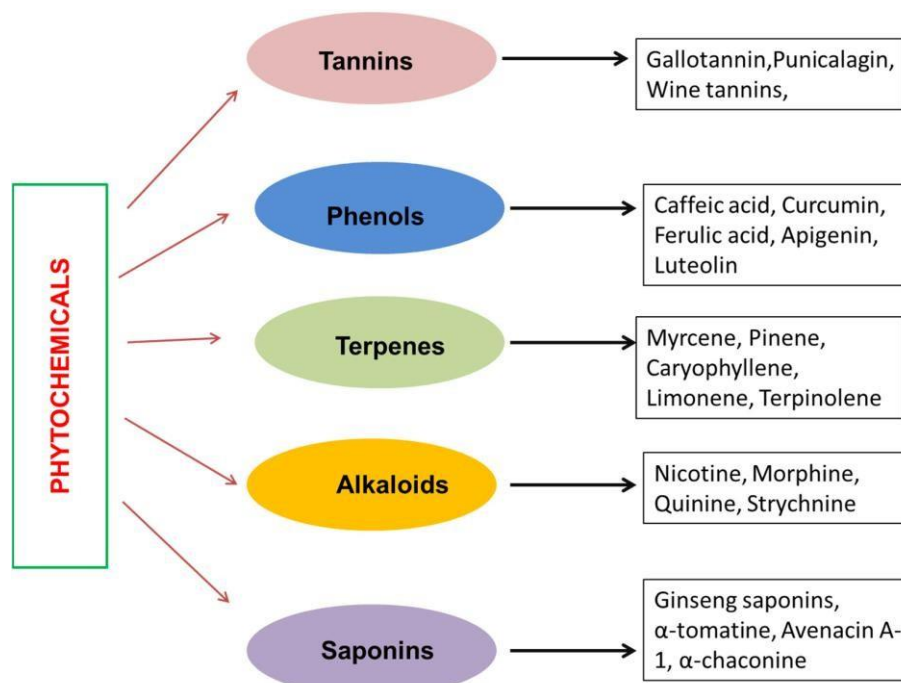 PHYTOCHEMICALS
Tannins
Gallotannin,Punicalagin,
Wine tannins,
Phenols
Caffeic acid, Curcumin,
Ferulic acid, Apigenin,
Luteolin
Terpenes
Myrcene, Pinene,
Caryophyllene,
Limonene, Terpinolene
Alkaloids
Nicotine, Morphine,
Quinine, Strychnine
Saponins
Ginseng saponins,
α-tomatine, Avenacin A-
1, α-chaconine